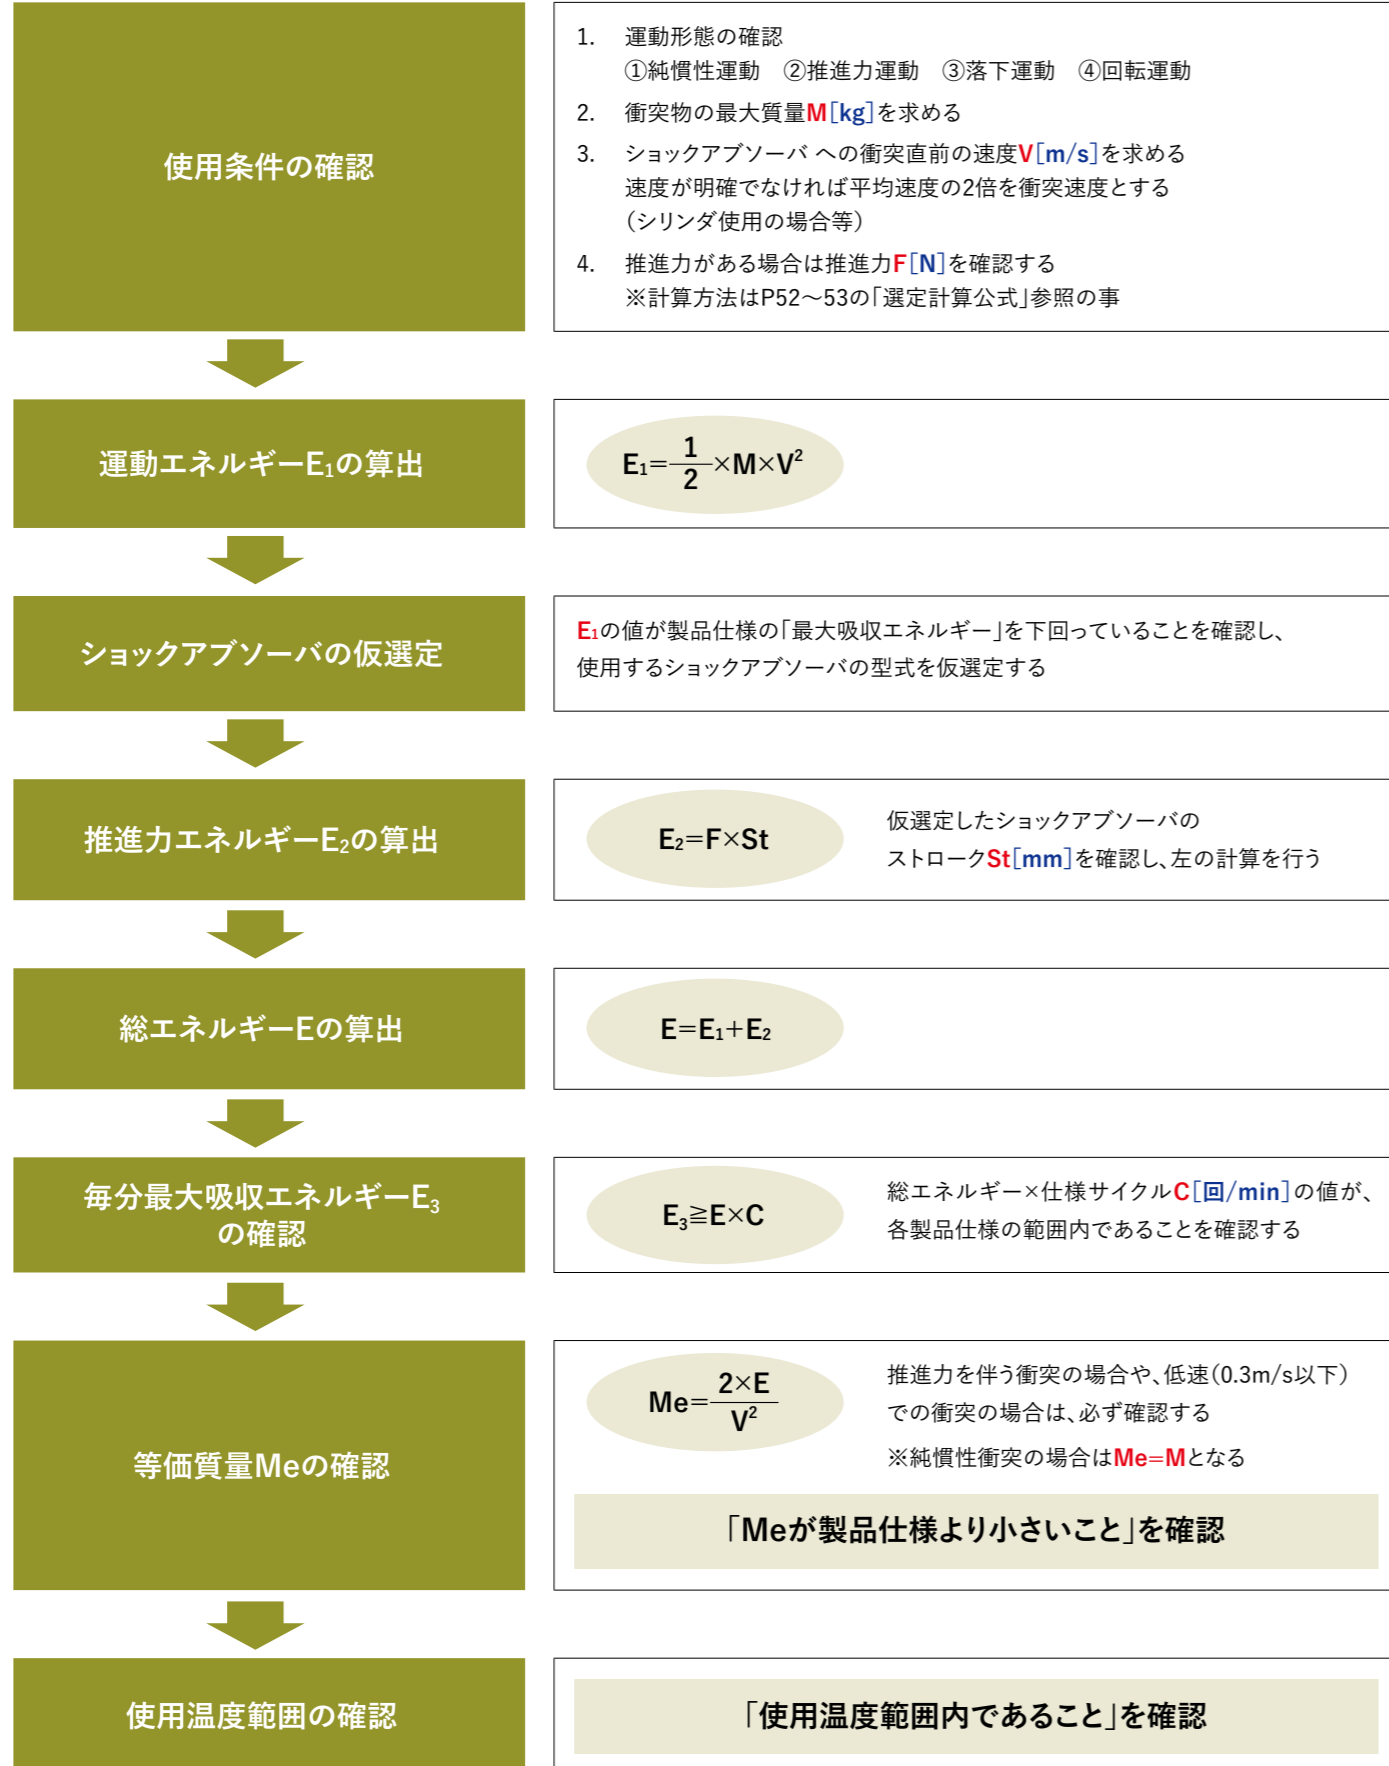 使用条件の確認
1. 運動形態の確認
①純慣性運動 ②推進力運動 ③落下運動 ④回転運動
2. 衝突物の最大質量M[kg]を求める
3. ショックアブソーバ への衝突直前の速度V[m/s]を求める
速度が明確でなければ平均速度の2倍を衝突速度とする
（シリンダ使用の場合等）
4. 推進力がある場合は推進力F[N]を確認する
※計算方法はP52～53の「選定計算公式」参照の事
運動エネルギーE₁の算出
E₁=1/2×M×V²
ショックアブソーバの仮選定
E₁の値が製品仕様の「最大吸収エネルギー」を下回っていることを確認し、
使用するショックアブソーバの型式を仮選定する
推進力エネルギーE₂の算出
E₂=F×St
仮選定したショックアブソーバの
ストロークSt[mm]を確認し、左の計算を行う
総エネルギーEの算出
E=E₁+E₂
毎分最大吸収エネルギーE₃
の確認
E₃≧E×C
総エネルギー×仕様サイクルC[回/min]の値が、
各製品仕様の範囲内であることを確認する
等価質量Meの確認
Me=2×E/V²
推進力を伴う衝突の場合や、低速（0.3m/s以下）
での衝突の場合は、必ず確認する
※純慣性衝突の場合はMe=Mとなる
「Meが製品仕様より小さいこと」を確認
使用温度範囲の確認
「使用温度範囲内であること」を確認